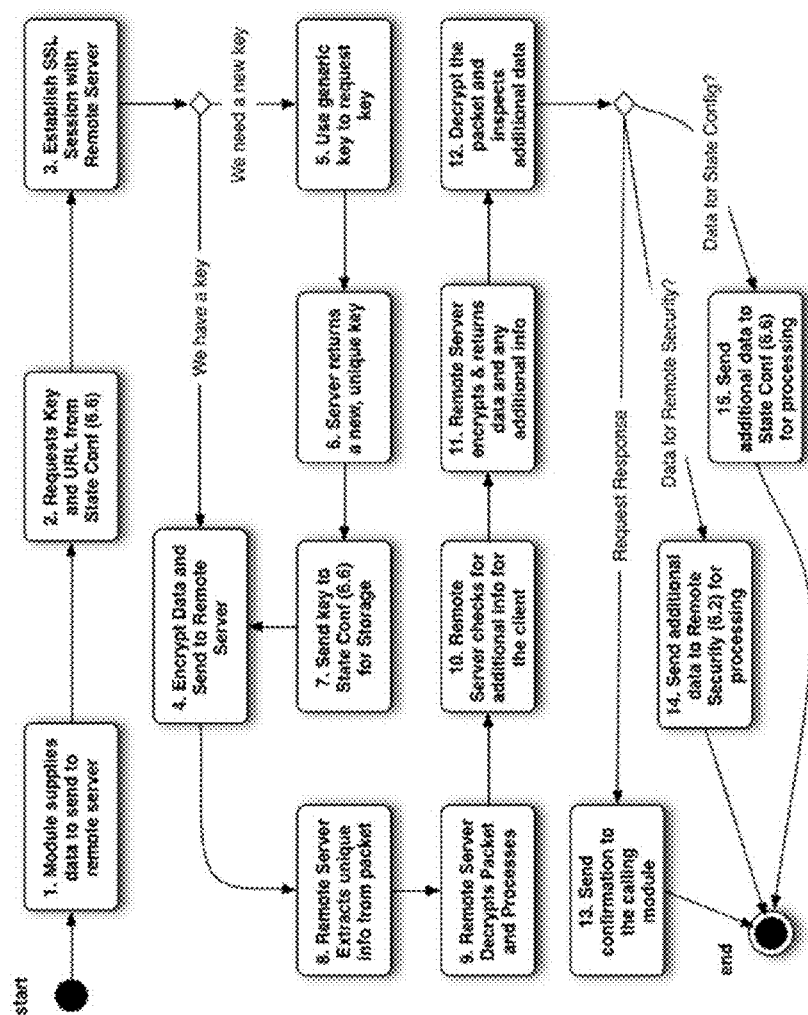 start
1. Module supplies
data to send to
remote server
2. Requests Key
and URL from
State Conf (6.6)
3. Establish SSL
Session with
Remote Server
We have a key
We need a new key
4. Encrypt Data and
Send to Remote
Server
5. Use generic
key to request
key
6. Server returns
a new, unique key
7. Send key to
State Conf (6.6)
for Storage
8. Remote Server
Extracts unique
info from packet
9. Remote Server
Decrypts Packet
and Processes
10. Remote
Server checks for
additional info for
the client
11. Remote Server
encrypts & returns
data and any
additional info
12. Decrypt the
packet and
inspects
additional data
Request Response
Data for Remote Security?
Data for State Config?
13. Send
confirmation to
the calling
module
14. Send additional
data to Remote
Security (6.2) for
processing
15. Send
additional data to
State Conf (6.6)
for processing
end